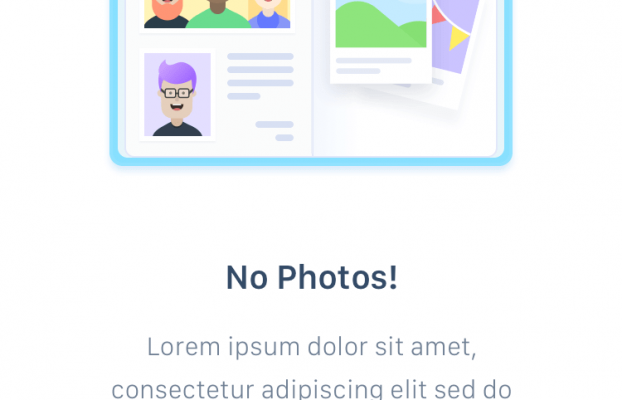 No Photos!
Lorem ipsum dolor sit amet,
consectetur adipiscing elit sed do